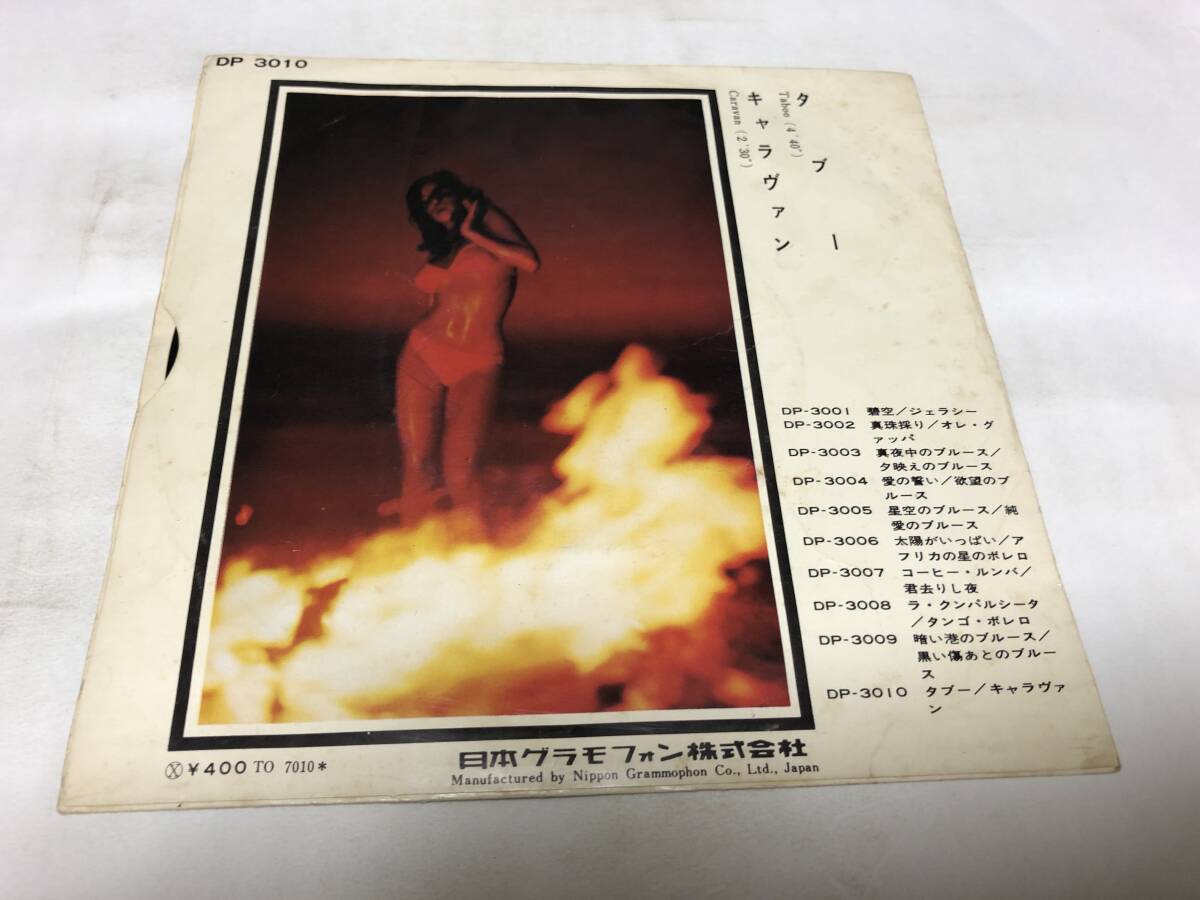 DP 3010
タブー
Taboo (4'40")
キャラヴァン
Caravan (2'30")
DP-3001 碧空/ジェラシー
DP-3002 真珠採り/オレ・グ
ァッパ
DP-3003 真夜中のブルース/
夕映えのブルース
DP-3004 愛の誓い/欲望のブ
ルース
DP-3005 星空のブルース/純
愛のブルース
DP-3006 太陽がいっぱい/ア
フリカの星のボレロ
DP-3007 コーヒー・ルンバ/
君去りし夜
DP-3008 ラ・クンパルシータ
/タンゴ・ボレロ
DP-3009 暗い港のブルース/
黒い傷あとのブルー
ス
DP-3010 タブー/キャラヴァ
ン
日本グラモフォン株式会社
Manufactured by Nippon Grammophon Co., Ltd., Japan
Ⓧ ¥400 TO 7010*